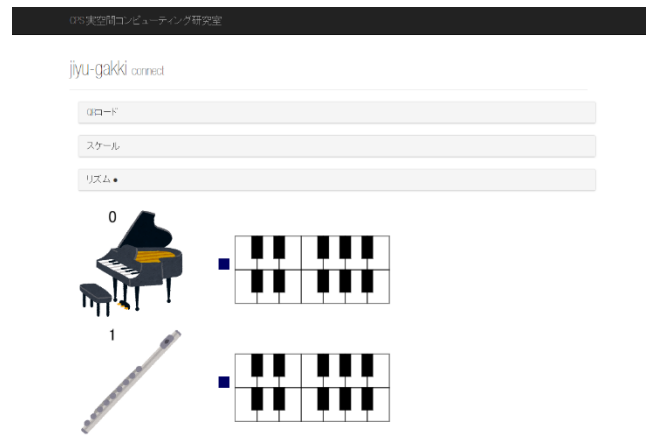 CPS実空間コンピューティング研究室
jiyu-gakki connect
QRコード
スケール
リズム ●
0
1